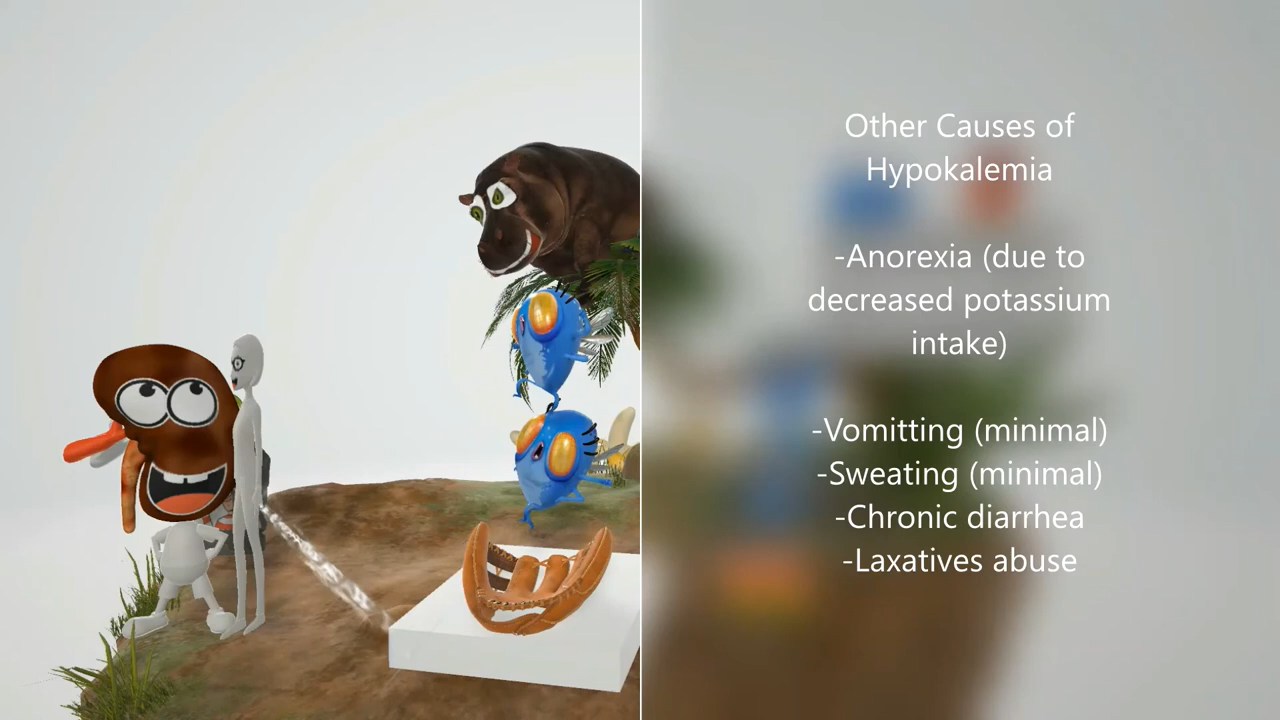 Other Causes of
Hypokalemia
-Anorexia (due to
decreased potassium
intake)
-Vomitting (minimal)
-Sweating (minimal)
-Chronic diarrhea
-Laxatives abuse